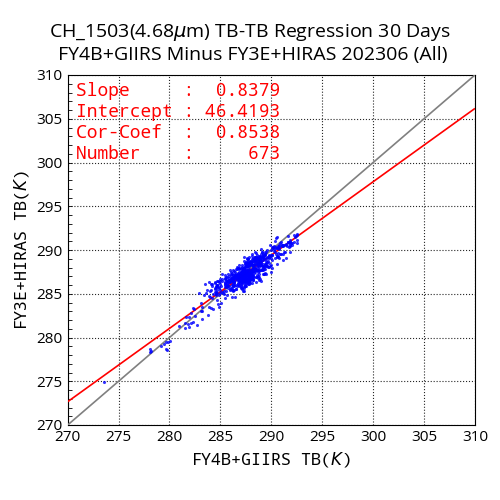 CH_1503(4.68μm) TB-TB Regression 30 Days
FY4B+GIIRS Minus FY3E+HIRAS 202306 (All)
Slope     :  0.8379
Intercept : 46.4193
Cor-Coef  :  0.8538
Number    :     673
310
305
300
295
290
285
280
275
270
FY3E+HIRAS TB(K)
270 275 280 285 290 295 300 305 310
FY4B+GIIRS TB(K)